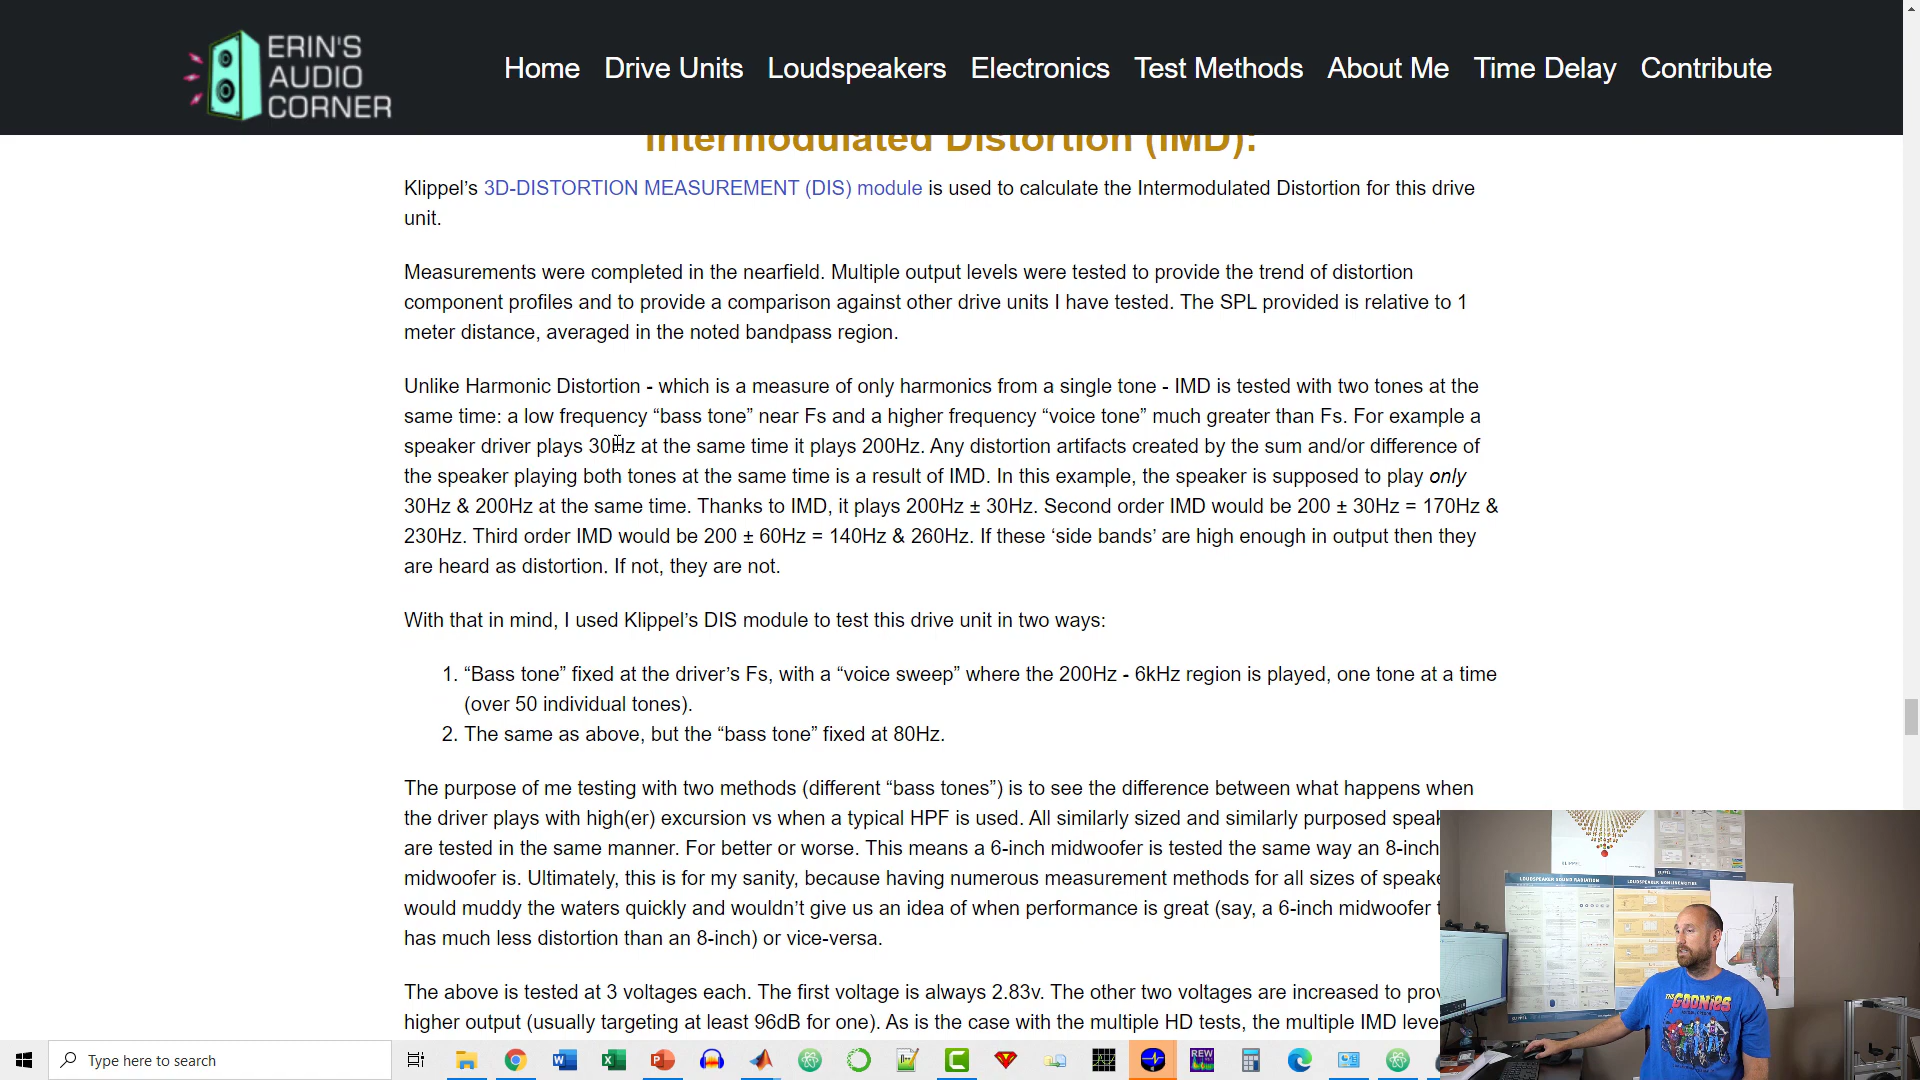 ERIN'S
AUDIO
CORNER
Home Drive Units Loudspeakers Electronics Test Methods About Me Time Delay Contribute
Intermodulated Distortion (IMD):
Klippel’s 3D-DISTORTION MEASUREMENT (DIS) module is used to calculate the Intermodulated Distortion for this drive
unit.
Measurements were completed in the nearfield. Multiple output levels were tested to provide the trend of distortion
component profiles and to provide a comparison against other drive units I have tested. The SPL provided is relative to 1
meter distance, averaged in the noted bandpass region.
Unlike Harmonic Distortion - which is a measure of only harmonics from a single tone - IMD is tested with two tones at the
same time: a low frequency “bass tone” near Fs and a higher frequency “voice tone” much greater than Fs. For example a
speaker driver plays 30Hz at the same time it plays 200Hz. Any distortion artifacts created by the sum and/or difference of
the speaker playing both tones at the same time is a result of IMD. In this example, the speaker is supposed to play only
30Hz & 200Hz at the same time. Thanks to IMD, it plays 200Hz ± 30Hz. Second order IMD would be 200 ± 30Hz = 170Hz &
230Hz. Third order IMD would be 200 ± 60Hz = 140Hz & 260Hz. If these ‘side bands’ are high enough in output then they
are heard as distortion. If not, they are not.
With that in mind, I used Klippel’s DIS module to test this drive unit in two ways:
1. “Bass tone” fixed at the driver’s Fs, with a “voice sweep” where the 200Hz - 6kHz region is played, one tone at a time
(over 50 individual tones).
2. The same as above, but the “bass tone” fixed at 80Hz.
The purpose of me testing with two methods (different “bass tones”) is to see the difference between what happens when
the driver plays with high(er) excursion vs when a typical HPF is used. All similarly sized and similarly purposed speak
are tested in the same manner. For better or worse. This means a 6-inch midwoofer is tested the same way an 8-inch
midwoofer is. Ultimately, this is for my sanity, because having numerous measurement methods for all sizes of speake
would muddy the waters quickly and wouldn’t give us an idea of when performance is great (say, a 6-inch midwoofer
has much less distortion than an 8-inch) or vice-versa.
The above is tested at 3 voltages each. The first voltage is always 2.83v. The other two voltages are increased to prov
higher output (usually targeting at least 96dB for one). As is the case with the multiple HD tests, the multiple IMD leve
KLIPPEL
LOUDSPEAKER SOUND RADIATION
LOUDSPEAKER NONLINEARITIES
THE GOONIES
Type here to search
REW